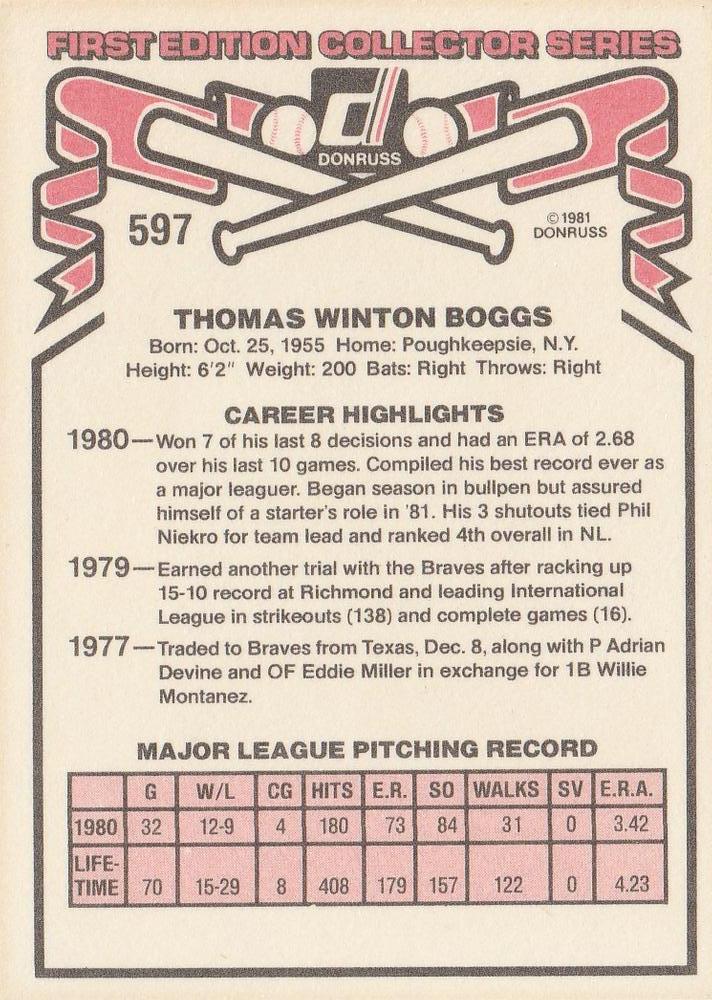 FIRST EDITION COLLECTOR SERIES
d
DONRUSS
597
© 1981
DONRUSS
THOMAS WINTON BOGGS
Born: Oct. 25, 1955 Home: Poughkeepsie, N.Y.
Height: 6'2" Weight: 200 Bats: Right Throws: Right
CAREER HIGHLIGHTS
1980—Won 7 of his last 8 decisions and had an ERA of 2.68
over his last 10 games. Compiled his best record ever as
a major leaguer. Began season in bullpen but assured
himself of a starter's role in '81. His 3 shutouts tied Phil
Niekro for team lead and ranked 4th overall in NL.
1979—Earned another trial with the Braves after racking up
15-10 record at Richmond and leading International
League in strikeouts (138) and complete games (16).
1977—Traded to Braves from Texas, Dec. 8, along with P Adrian
Devine and OF Eddie Miller in exchange for 1B Willie
Montanez.
MAJOR LEAGUE PITCHING RECORD
G W/L CG HITS E.R. SO WALKS SV E.R.A.
1980 32 12-9 4 180 73 84 31 0 3.42
LIFE-
TIME 70 15-29 8 408 179 157 122 0 4.23